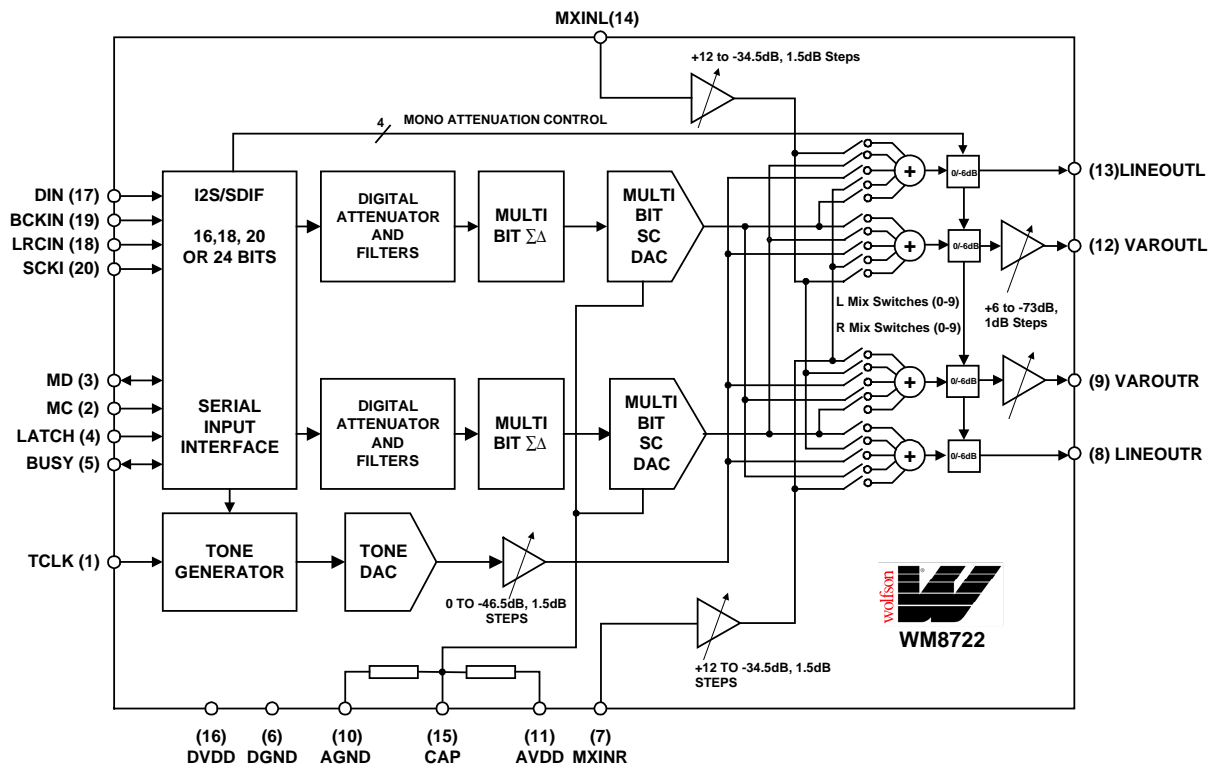 MXINL(14)
+12 to -34.5dB, 1.5dB Steps
4
MONO ATTENUATION CONTROL
DIN (17)
BCKIN (19)
LRCIN (18)
SCKI (20)
I2S/SDIF
16,18, 20
OR 24 BITS
DIGITAL
ATTENUATOR
AND
FILTERS
MULTI
BIT ΣΔ
MULTI
BIT
SC
DAC
+
0/-6dB
(13)LINEOUTL
+
0/-6dB
(12) VAROUTL
L Mix Switches (0-9)
R Mix Switches (0-9)
+6 to -73dB,
1dB Steps
MD (3)
MC (2)
LATCH (4)
BUSY (5)
SERIAL
INPUT
INTERFACE
DIGITAL
ATTENUATOR
AND
FILTERS
MULTI
BIT ΣΔ
MULTI
BIT
SC
DAC
+
0/-6dB
(9) VAROUTR
+
0/-6dB
(8) LINEOUTR
TCLK (1)
TONE
GENERATOR
TONE
DAC
0 TO -46.5dB, 1.5dB
STEPS
+12 TO -34.5dB, 1.5dB
STEPS
wolfson
®
WM8722
(16)
DVDD
(6)
DGND
(10)
AGND
(15)
CAP
(11)
AVDD
(7)
MXINR